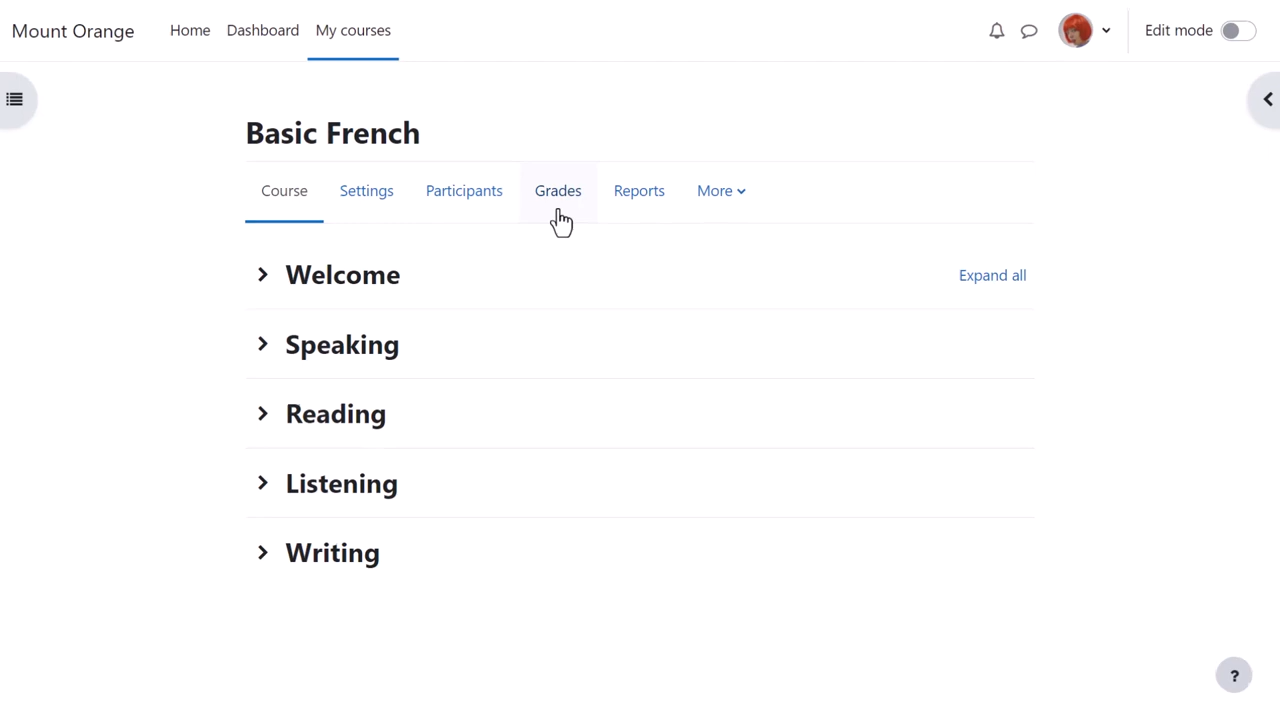 Mount Orange Home Dashboard My courses Edit mode
Basic French
Course Settings Participants Grades Reports More
Welcome Expand all
Speaking
Reading
Listening
Writing
?